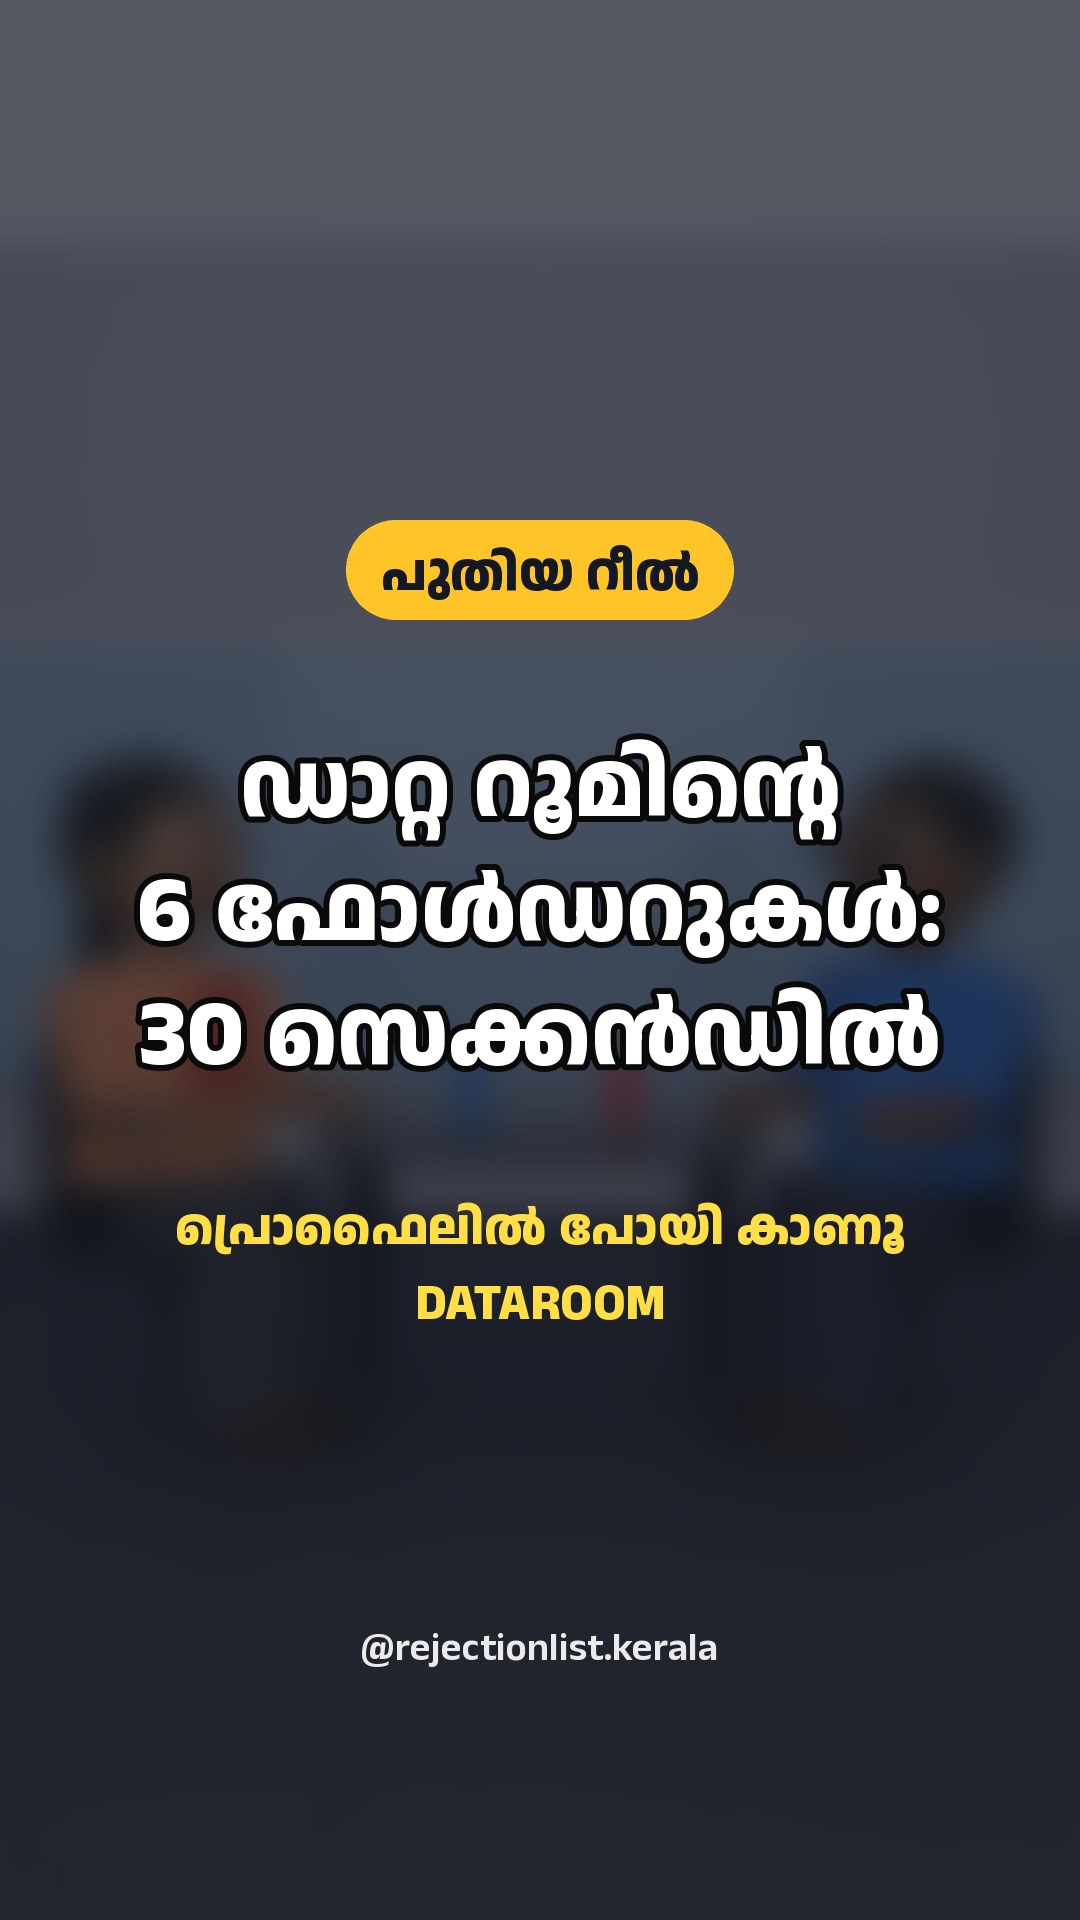 പുതിയ റീൽ
ഡാറ്റ റൂമിന്റെ
6 ഫോൾഡറുകൾ:
30 സെക്കൻഡിൽ
പ്രൊഫൈലിൽ പോയി കാണൂ
DATAROOM
@rejectionlist.kerala